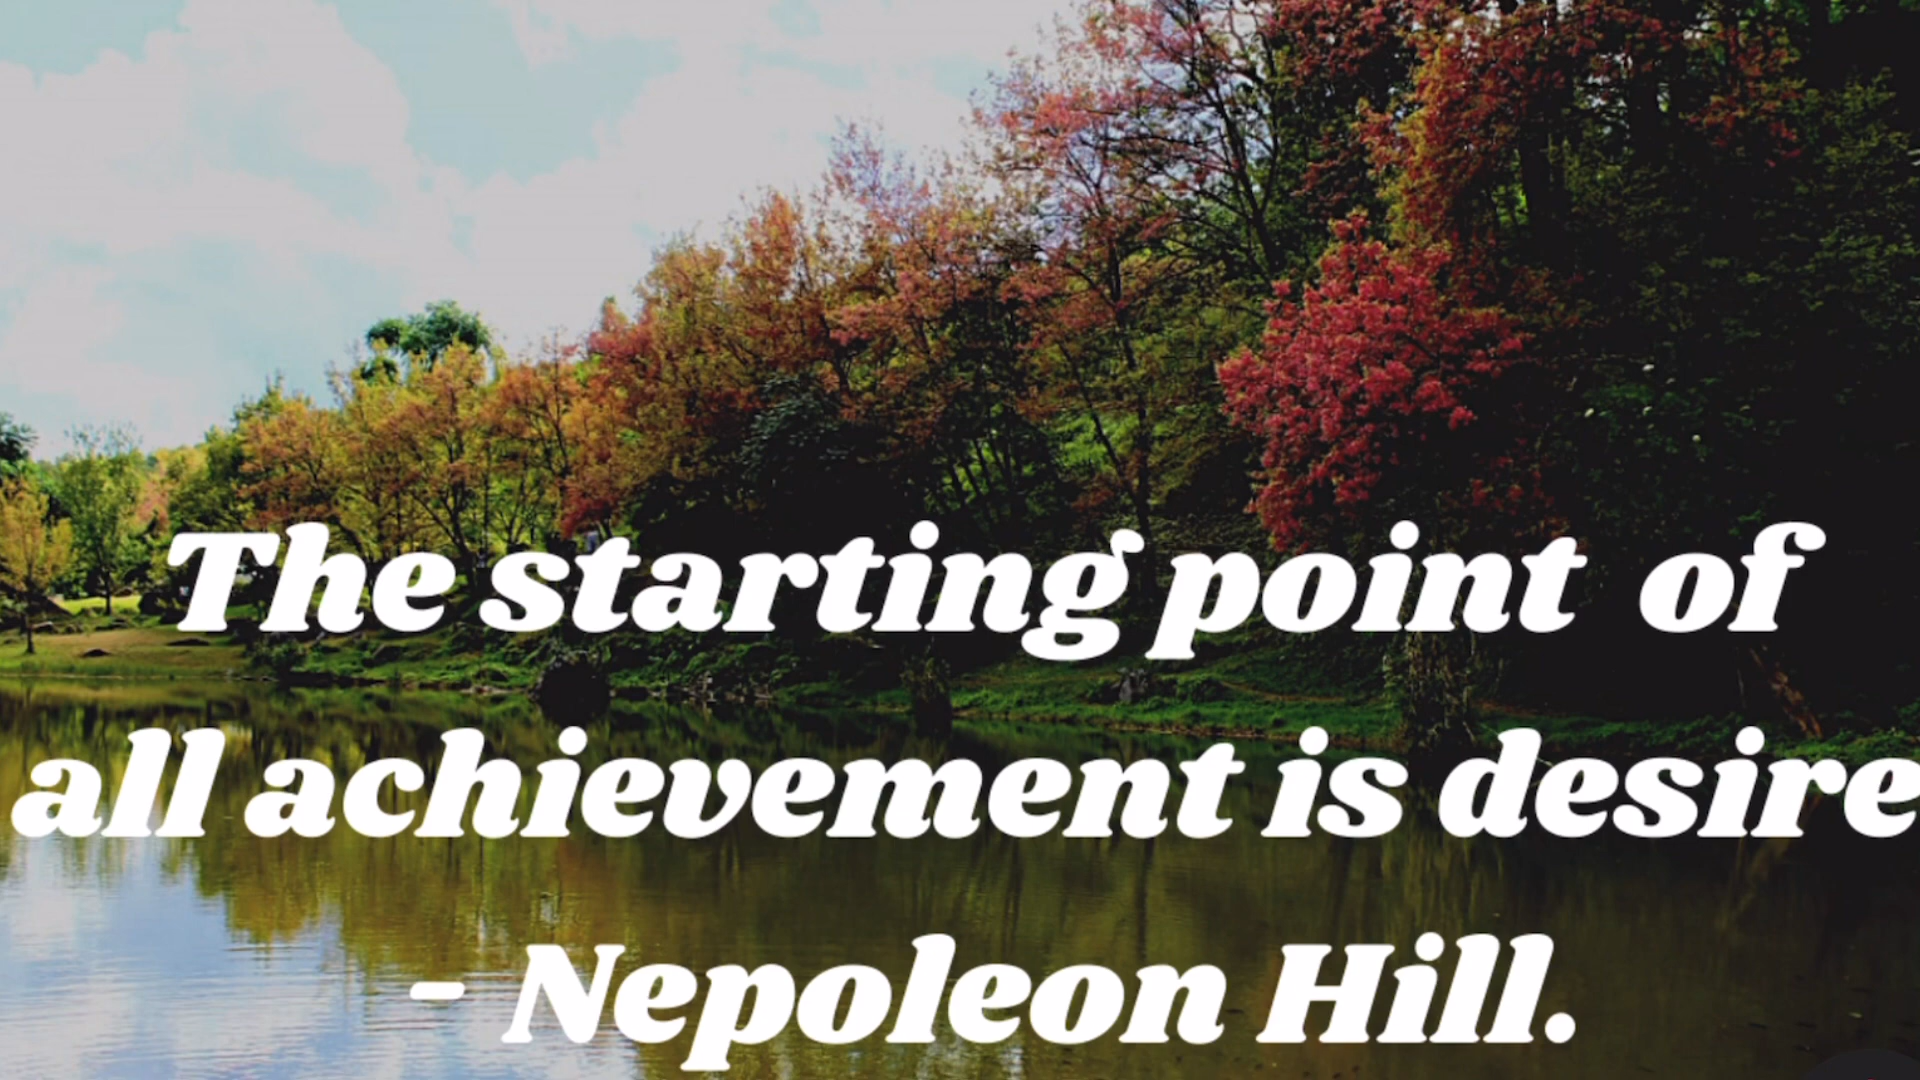 The starting point of
all achievement is desire
- Nepoleon Hill.